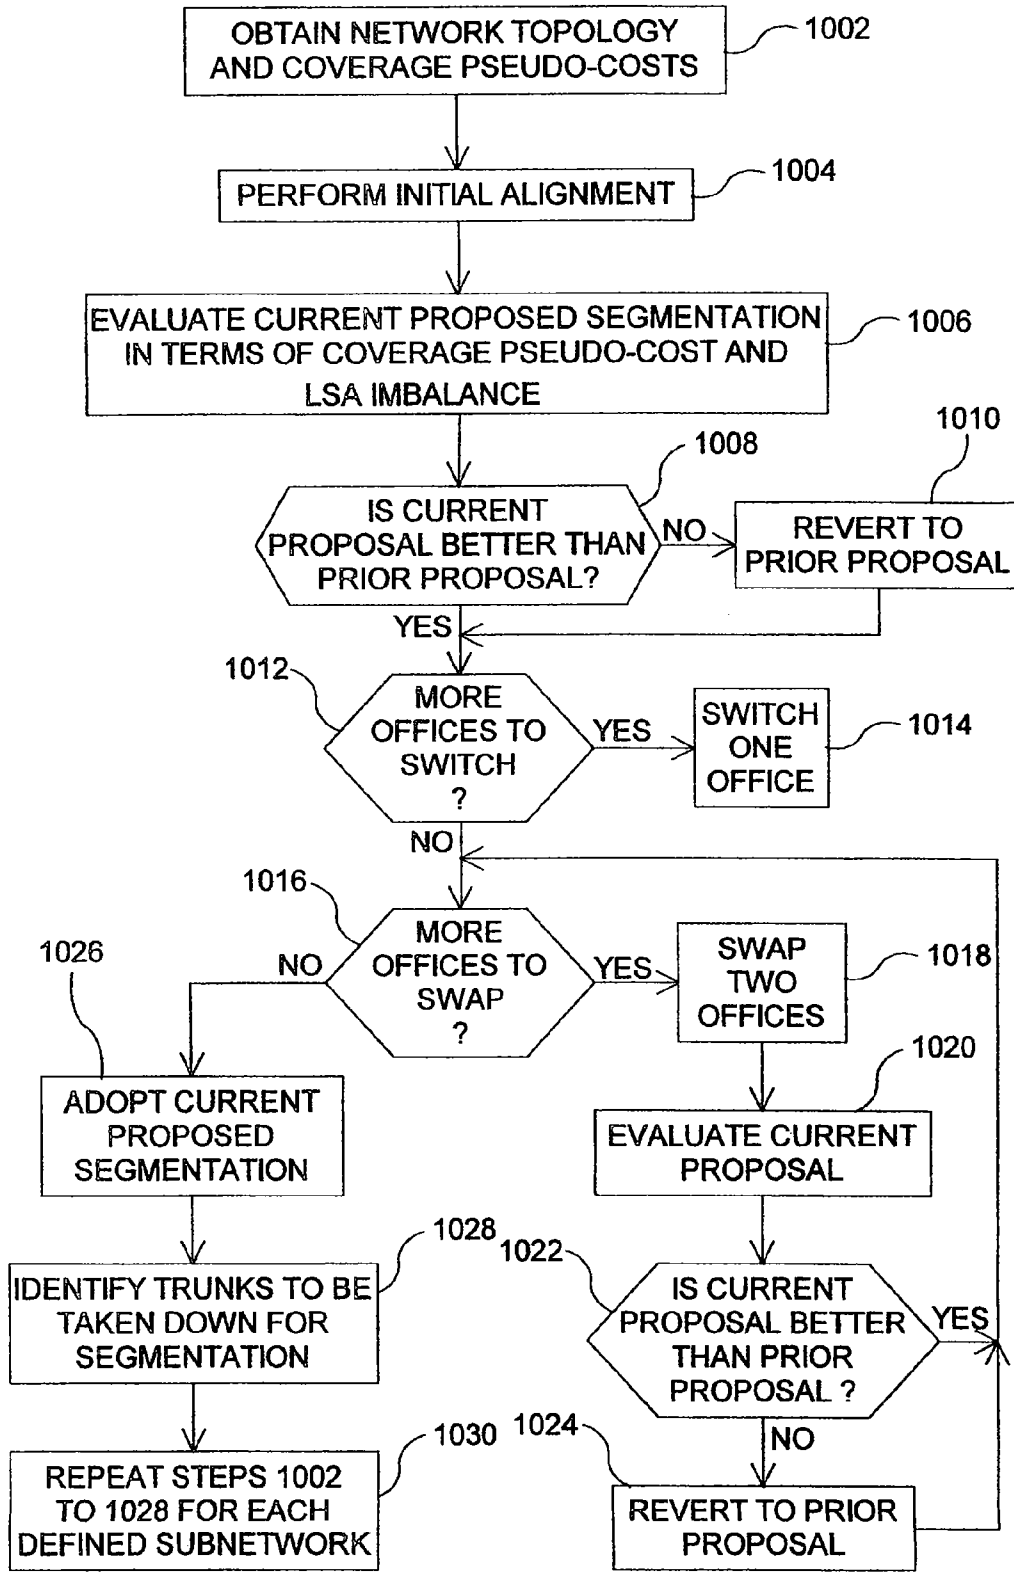 OBTAIN NETWORK TOPOLOGY
AND COVERAGE PSEUDO-COSTS
1002
PERFORM INITIAL ALIGNMENT
1004
EVALUATE CURRENT PROPOSED SEGMENTATION
IN TERMS OF COVERAGE PSEUDO-COST AND
LSA IMBALANCE
1006
IS CURRENT
PROPOSAL BETTER THAN
PRIOR PROPOSAL?
1008
NO
REVERT TO
PRIOR PROPOSAL
1010
YES
MORE
OFFICES TO
SWITCH
?
1012
YES
SWITCH
ONE
OFFICE
1014
NO
MORE
OFFICES TO
SWAP
?
1016
NO
YES
SWAP
TWO
OFFICES
1018
EVALUATE CURRENT
PROPOSAL
1020
IS CURRENT
PROPOSAL BETTER
THAN PRIOR
PROPOSAL ?
1022
YES
NO
REVERT TO PRIOR
PROPOSAL
1024
ADOPT CURRENT
PROPOSED
SEGMENTATION
1026
IDENTIFY TRUNKS TO BE
TAKEN DOWN FOR
SEGMENTATION
1028
REPEAT STEPS 1002
TO 1028 FOR EACH
DEFINED SUBNETWORK
1030